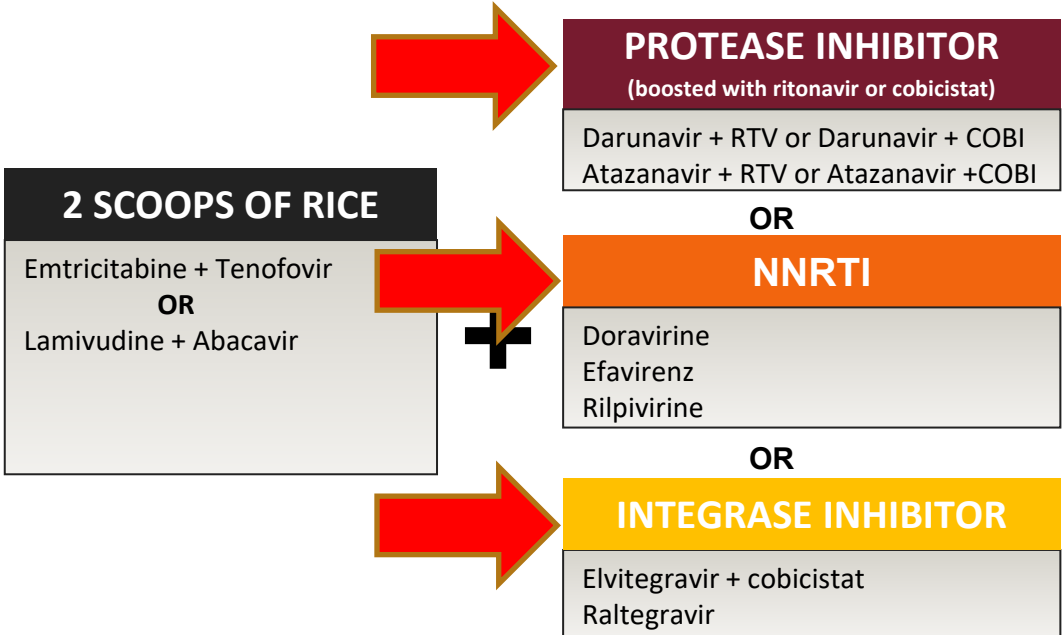 2 SCOOPS OF RICE
Emtricitabine + Tenofovir
OR
Lamivudine + Abacavir
+
PROTEASE INHIBITOR
(boosted with ritonavir or cobicistat)
Darunavir + RTV or Darunavir + COBI
Atazanavir + RTV or Atazanavir +COBI
OR
NNRTI
Doravirine
Efavirenz
Rilpivirine
OR
INTEGRASE INHIBITOR
Elvitegravir + cobicistat
Raltegravir